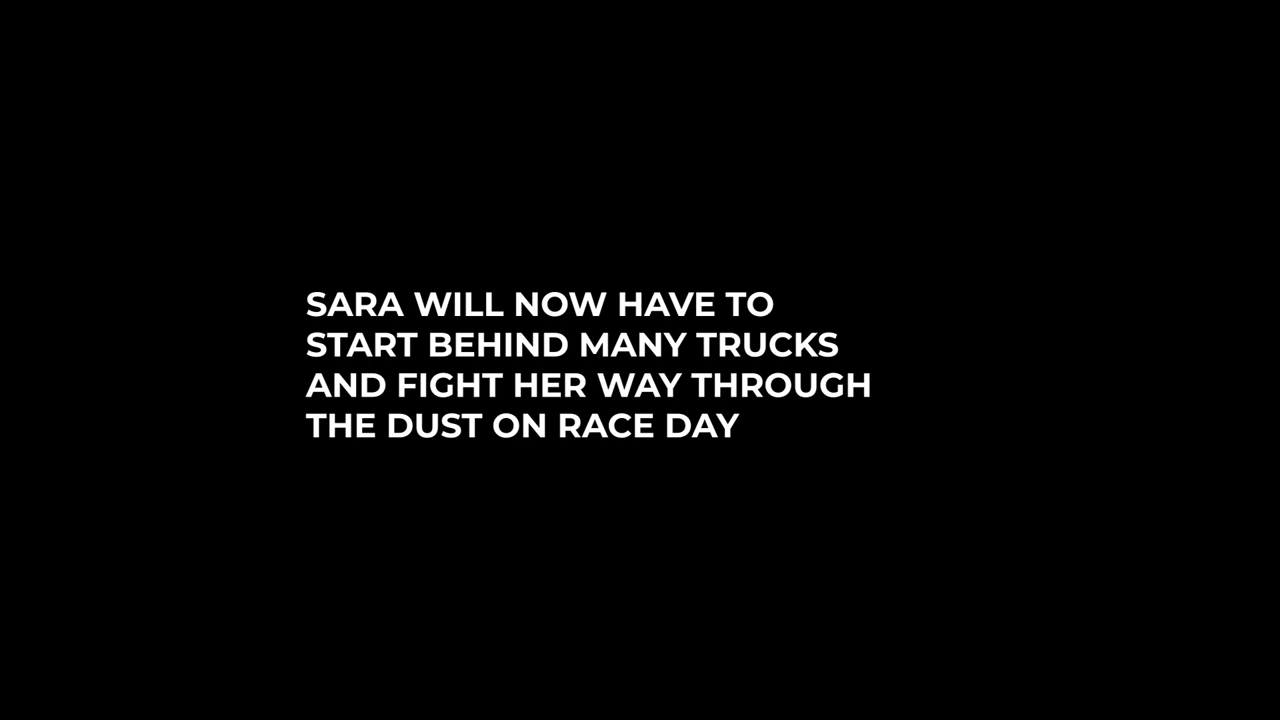 SARA WILL NOW HAVE TO
START BEHIND MANY TRUCKS
AND FIGHT HER WAY THROUGH
THE DUST ON RACE DAY